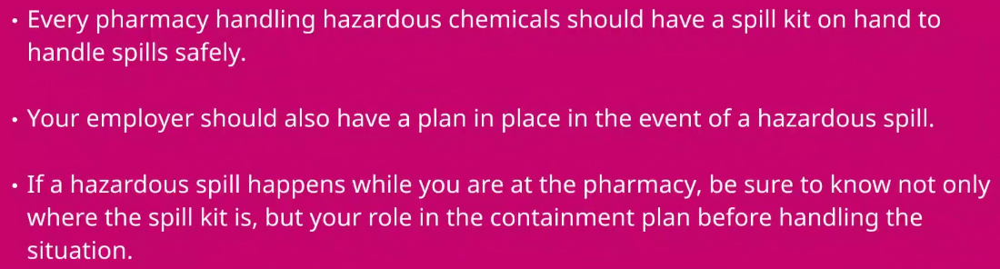 • Every pharmacy handling hazardous chemicals should have a spill kit on hand to
handle spills safely.
• Your employer should also have a plan in place in the event of a hazardous spill.
• If a hazardous spill happens while you are at the pharmacy, be sure to know not only
where the spill kit is, but your role in the containment plan before handling the
situation.